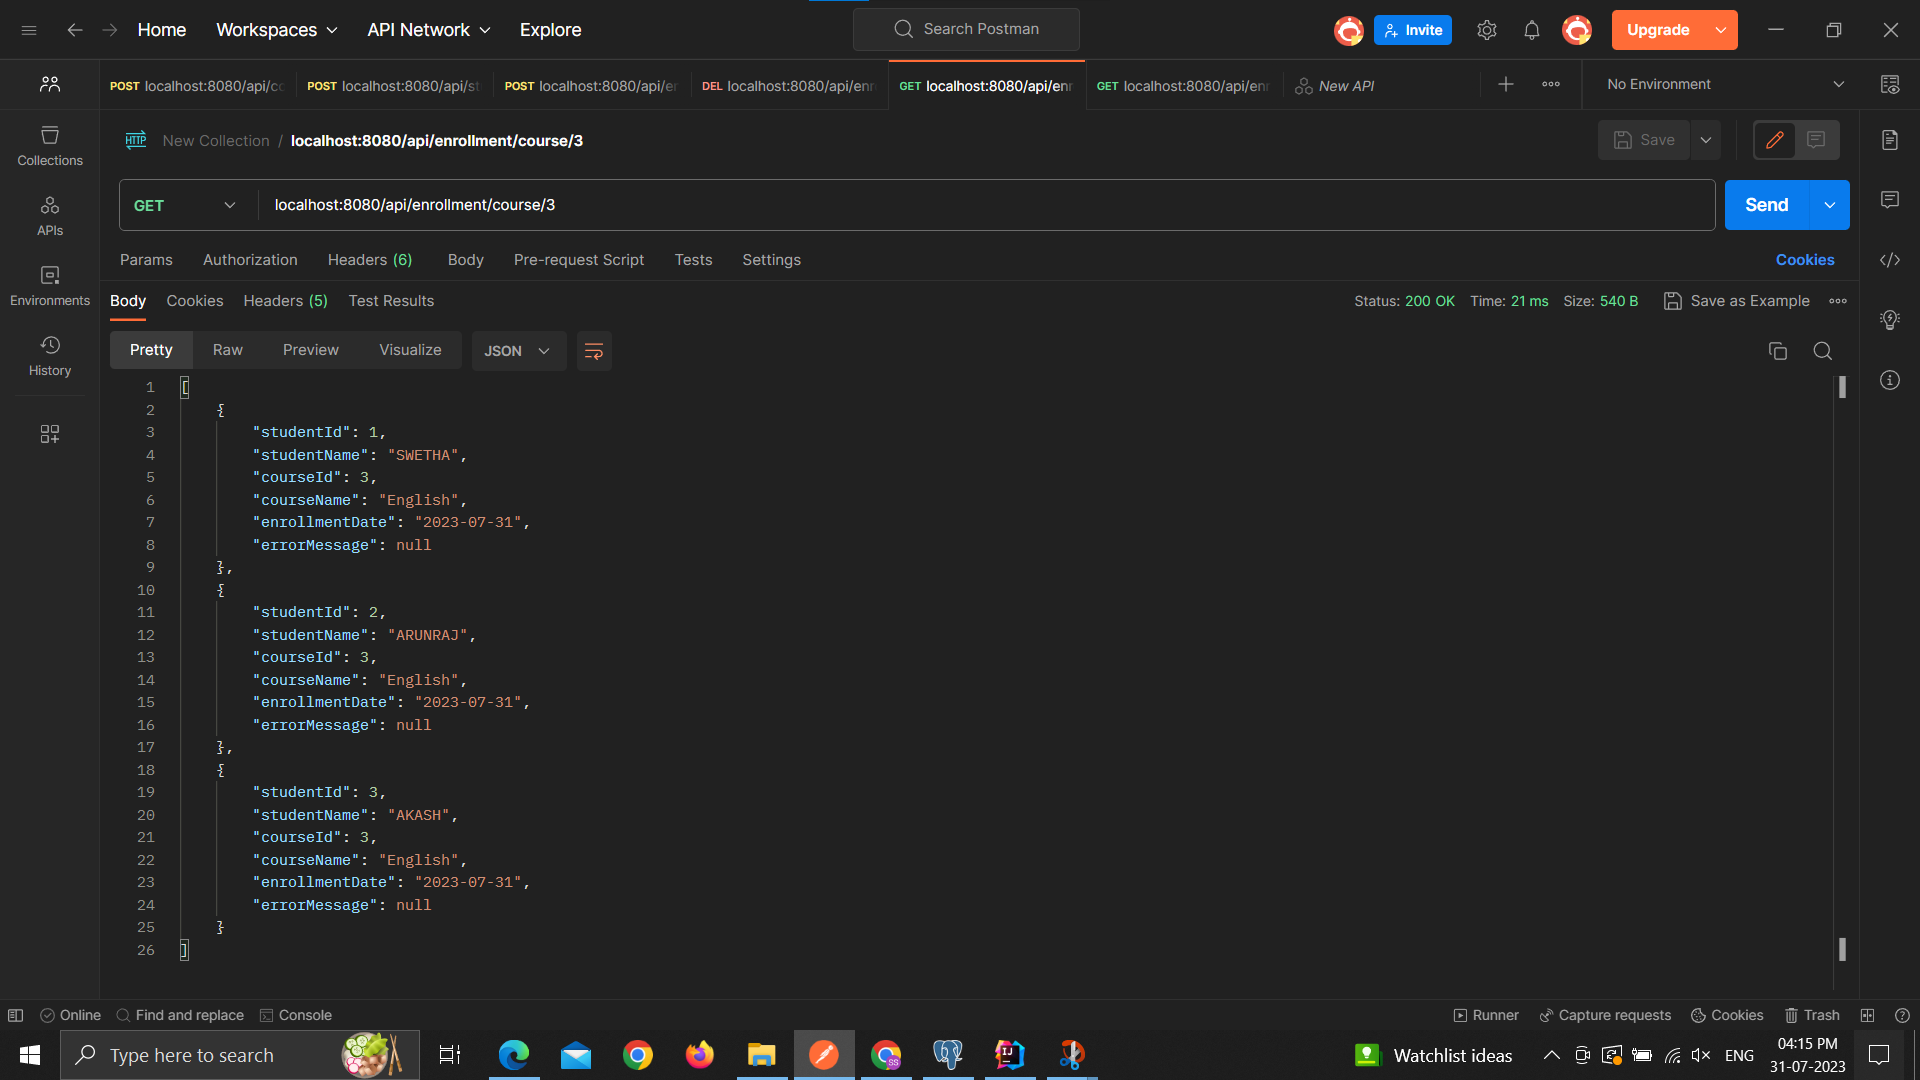 Home Workspaces API Network Explore Search Postman Invite Upgrade
POST localhost:8080/api/co POST localhost:8080/api/st POST localhost:8080/api/er DEL localhost:8080/api/enr GET localhost:8080/api/enr GET localhost:8080/api/enr New API No Environment
HTTP New Collection / localhost:8080/api/enrollment/course/3 Save
GET localhost:8080/api/enrollment/course/3 Send
Params Authorization Headers (6) Body Pre-request Script Tests Settings Cookies
Body Cookies Headers (5) Test Results Status: 200 OK Time: 21 ms Size: 540 B Save as Example
Pretty Raw Preview Visualize JSON
Collections
APIs
Environments
History
1 [
2 {
3 "studentId": 1,
4 "studentName": "SWETHA",
5 "courseId": 3,
6 "courseName": "English",
7 "enrollmentDate": "2023-07-31",
8 "errorMessage": null
9 },
10 {
11 "studentId": 2,
12 "studentName": "ARUNRAJ",
13 "courseId": 3,
14 "courseName": "English",
15 "enrollmentDate": "2023-07-31",
16 "errorMessage": null
17 },
18 {
19 "studentId": 3,
20 "studentName": "AKASH",
21 "courseId": 3,
22 "courseName": "English",
23 "enrollmentDate": "2023-07-31",
24 "errorMessage": null
25 }
26 ]
Online Find and replace Console Runner Capture requests Cookies Trash
Type here to search Watchlist ideas ENG 04:15 PM
31-07-2023